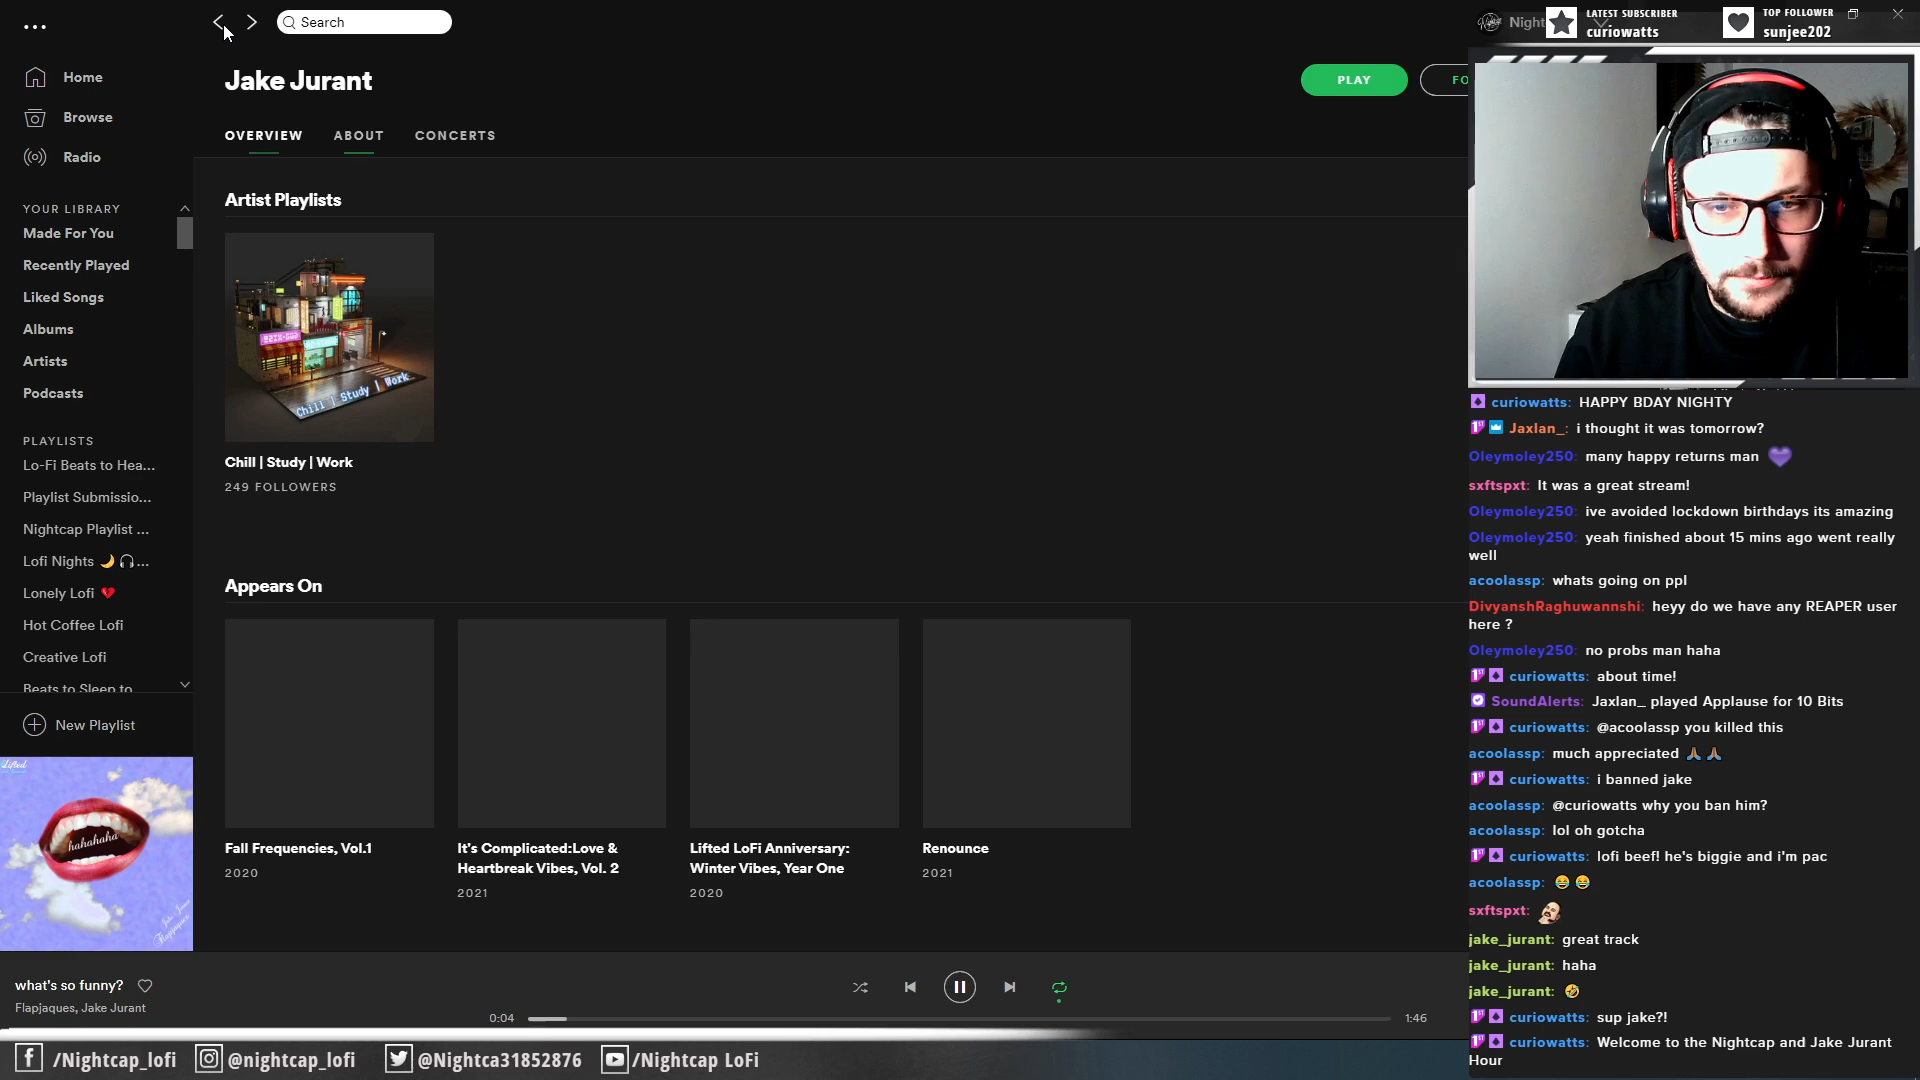 Search
Home
Browse
Radio
YOUR LIBRARY
Made For You
Recently Played
Liked Songs
Albums
Artists
Podcasts
PLAYLISTS
Lo-Fi Beats to Hea...
Playlist Submissio...
Nightcap Playlist ...
Lofi Nights 🌙🎧...
Lonely Lofi 💔
Hot Coffee Lofi
Creative Lofi
Beats to Sleep to
New Playlist
Lifted
hahahaha
what's so funny?
Flapjaques, Jake Jurant
Jake Jurant
PLAY
FO
OVERVIEW
ABOUT
CONCERTS
Artist Playlists
Chill | Study | Work
Chill | Study | Work
249 FOLLOWERS
Appears On
Fall Frequencies, Vol.1
2020
It's Complicated:Love &
Heartbreak Vibes, Vol. 2
2021
Lifted LoFi Anniversary:
Winter Vibes, Year One
2020
Renounce
2021
0:04
1:46
Night
LATEST SUBSCRIBER
curiowatts
TOP FOLLOWER
sunjee202
curiowatts: HAPPY BDAY NIGHTY
Jaxlan_: i thought it was tomorrow?
Oleymoley250: many happy returns man 💜
sxftspxt: It was a great stream!
Oleymoley250: ive avoided lockdown birthdays its amazing
Oleymoley250: yeah finished about 15 mins ago went really
well
acoolassp: whats going on ppl
DivyanshRaghuwannshi: heyy do we have any REAPER user
here ?
Oleymoley250: no probs man haha
curiowatts: about time!
SoundAlerts: Jaxlan_ played Applause for 10 Bits
curiowatts: @acoolassp you killed this
acoolassp: much appreciated 🙏🏾 🙏🏾
curiowatts: i banned jake
acoolassp: @curiowatts why you ban him?
acoolassp: lol oh gotcha
curiowatts: lofi beef! he's biggie and i'm pac
acoolassp: 😂 😂
sxftspxt:
jake_jurant: great track
jake_jurant: haha
jake_jurant: 🤣
curiowatts: sup jake?!
curiowatts: Welcome to the Nightcap and Jake Jurant
Hour
/Nightcap_lofi
@nightcap_lofi
@Nightca31852876
/Nightcap LoFi